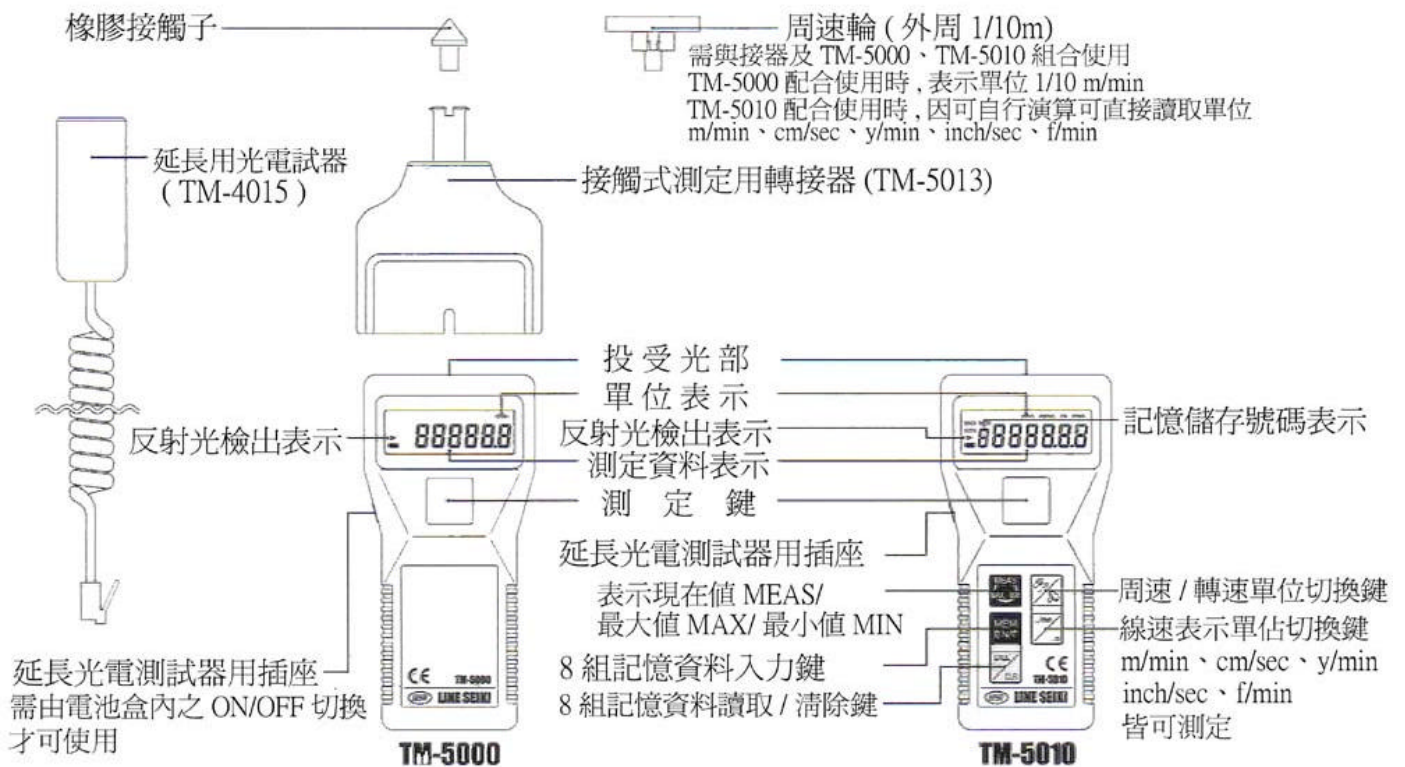 橡膠接觸子
周速輪 ( 外周 1/10m)
需與接器及 TM-5000、TM-5010 組合使用
TM-5000 配合使用時 , 表示單位 1/10 m/min
TM-5010 配合使用時 , 因可自行演算可直接讀取單位
m/min、cm/sec、y/min、inch/sec、f/min
延長用光電試器
( TM-4015 )
接觸式測定用轉接器 (TM-5013)
投受光部
單位表示
反射光檢出表示
反射光檢出表示
記憶儲存號碼表示
測定資料表示
測 定 鍵
888888
8888888
延長光電測試器用插座
表示現在值 MEAS/
最大值 MAX/ 最小值 MIN
周速 / 轉速單位切換鍵
線速表示單佔切換鍵
m/min、cm/sec、y/min
inch/sec、f/min
皆可測定
8 組記憶資料入力鍵
8 組記憶資料讀取 / 清除鍵
延長光電測試器用插座
需由電池盒內之 ON/OFF 切換
才可使用
CE TM-5000
LINE SEIKI
TM-5000
MEM
CE TM-5010
LINE SEIKI
TM-5010